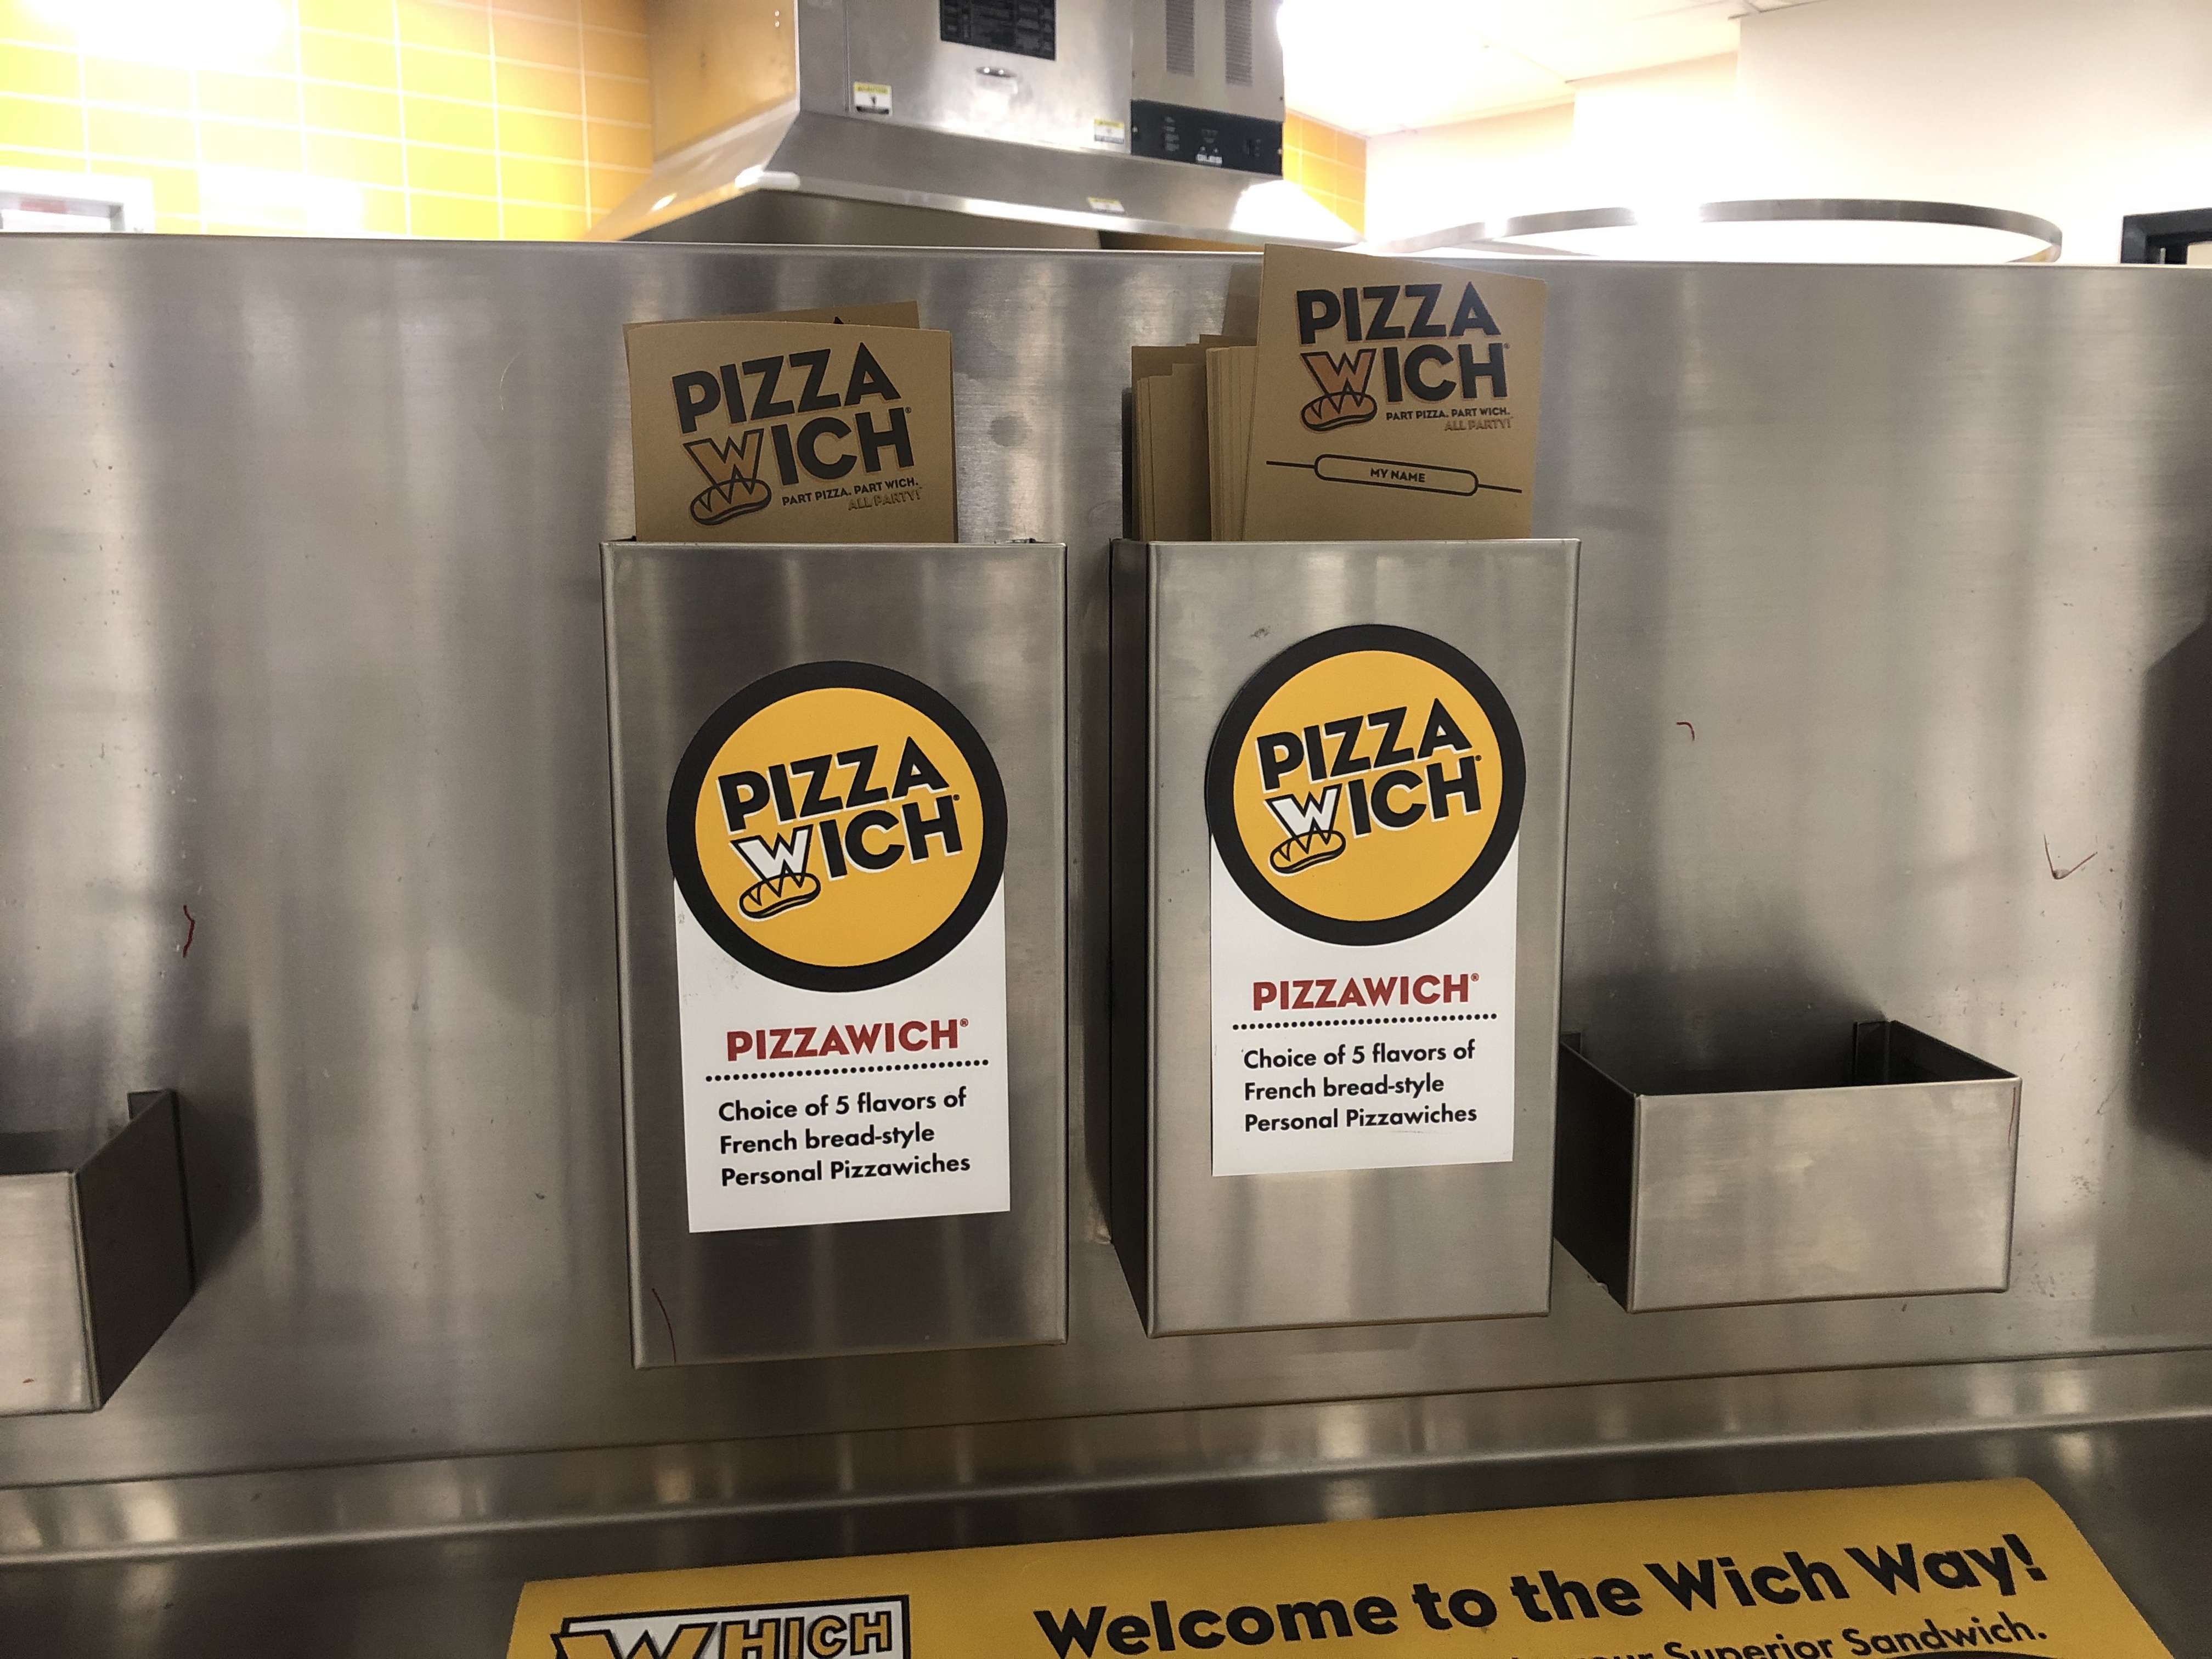 PIZZA
WICH®
PART PIZZA. PART WICH.
ALL PARTY!
PIZZA
WICH®
PART PIZZA. PART WICH.
ALL PARTY!
MY NAME
PIZZA
WICH®
PIZZAWICH®
Choice of 5 flavors of
French bread-style
Personal Pizzawiches
PIZZA
WICH®
PIZZAWICH®
Choice of 5 flavors of
French bread-style
Personal Pizzawiches
WHICH
Welcome to the Wich Way!
Superior Sandwich.